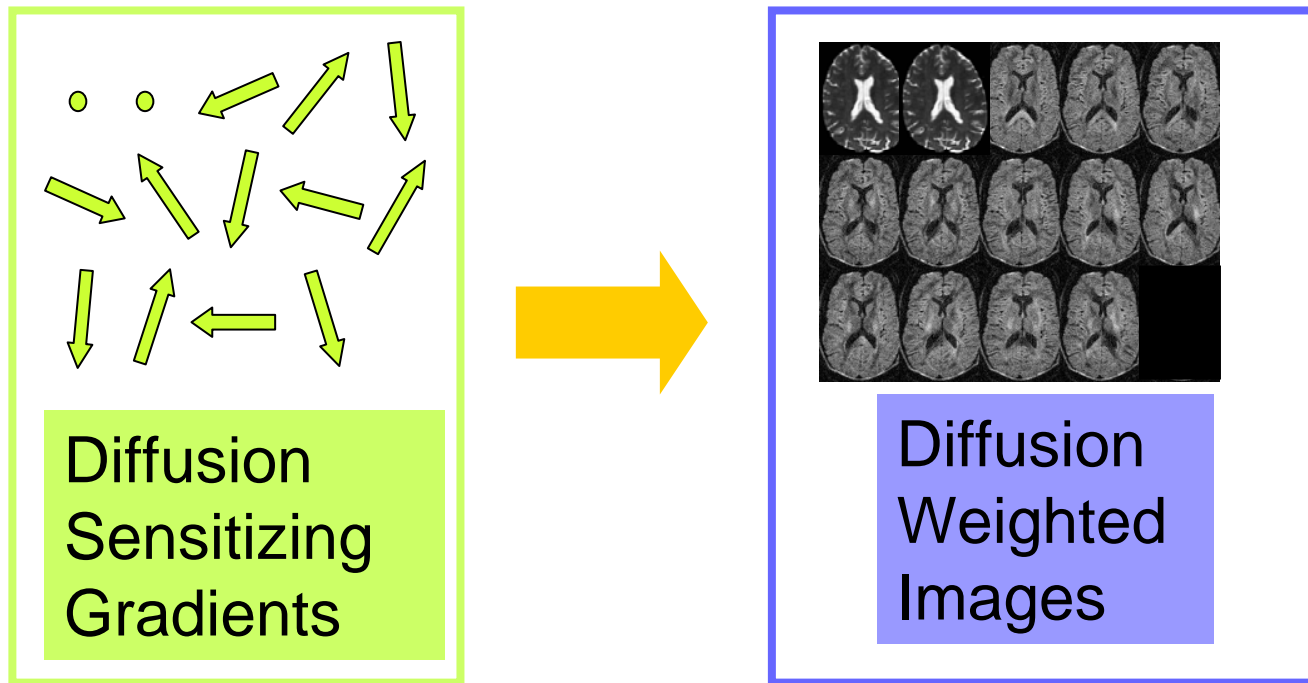 Diffusion
Sensitizing
Gradients
Diffusion
Weighted
Images